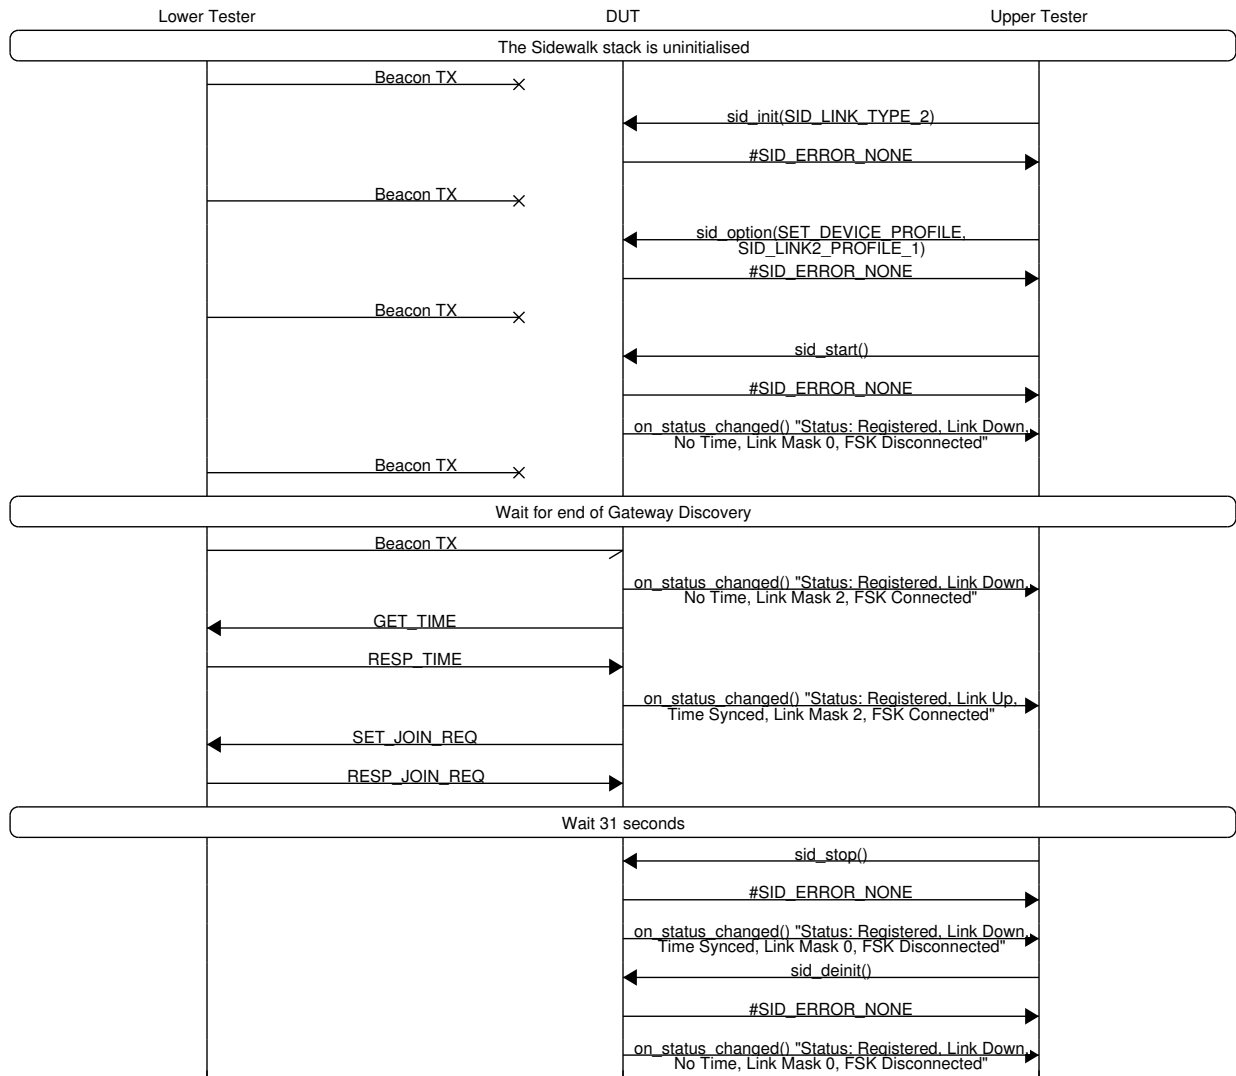 Lower Tester DUT Upper Tester
The Sidewalk stack is uninitialised
Beacon TX
sid_init(SID_LINK_TYPE_2)
#SID_ERROR_NONE
Beacon TX
sid_option(SET_DEVICE_PROFILE,
SID_LINK2_PROFILE_1)
#SID_ERROR_NONE
Beacon TX
sid_start()
#SID_ERROR_NONE
on_status_changed() "Status: Registered, Link Down,
No Time, Link Mask 0, FSK Disconnected"
Beacon TX
Wait for end of Gateway Discovery
Beacon TX
on_status_changed() "Status: Registered, Link Down,
No Time, Link Mask 2, FSK Connected"
GET_TIME
RESP_TIME
on_status_changed() "Status: Registered, Link Up,
Time Synced, Link Mask 2, FSK Connected"
SET_JOIN_REQ
RESP_JOIN_REQ
Wait 31 seconds
sid_stop()
#SID_ERROR_NONE
on_status_changed() "Status: Registered, Link Down,
Time Synced, Link Mask 0, FSK Disconnected"
sid_deinit()
#SID_ERROR_NONE
on_status_changed() "Status: Registered, Link Down,
No Time, Link Mask 0, FSK Disconnected"